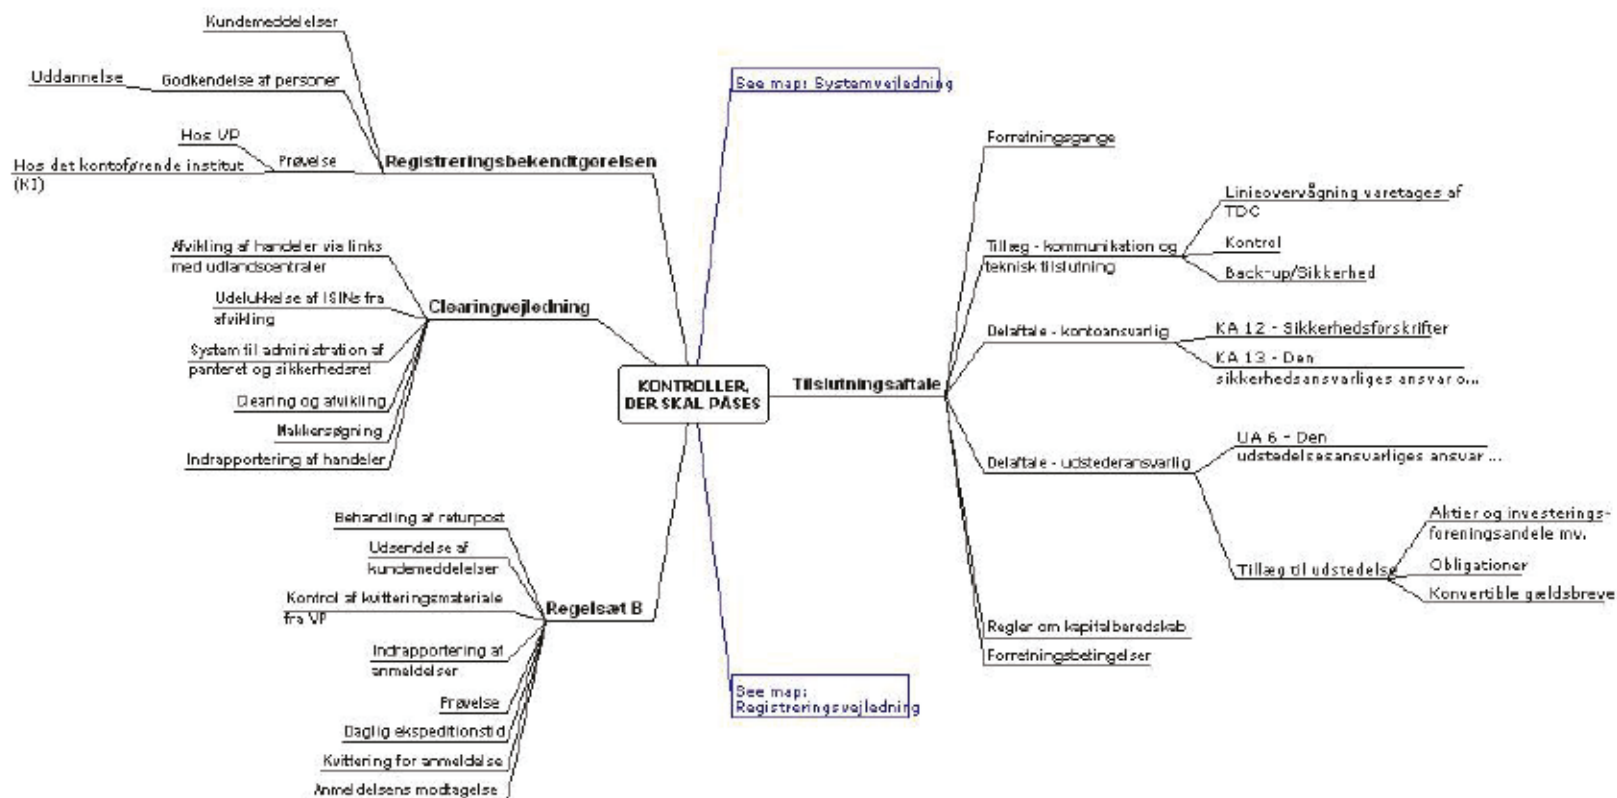 Kundemeddelelser
Uddannelse
Godkendelse af personer
Hos VP
Prøvelse
Hos det kontoførende institut
(KI)
Registreringsbekendtgørelsen
Afvikling af handeler via links
med udlandscentraler
Udelukkelse af ISINs fra
afvikling
System til administration af
panteret og sikkerhedsret
Clearing og afvikling
Makkersøgning
Indrapportering af handeler
Clearingvejledning
Behandling af returpost
Udsendelse af
kundemeddelelser
Kontrol af kvitteringsmateriale
fra VP
Indrapportering af
anmeldelser
Prøvelse
Daglig ekspeditionstid
Kvittering for anmeldelse
Anmeldelsens modtagelse
Regelsæt B
KONTROLLER,
DER SKAL PÅSES
See map: Systemvejledning
See map:
Registreringsvejledning
Tilslutningsaftale
Forretningsgange
Tillæg - kommunikation og
teknisk tilslutning
Linieovervågning varetages af
TDC
Kontrol
Back-up/Sikkerhed
Delaftale - kontoansvarlig
KA 12 - Sikkerhedsforskrifter
KA 13 - Den
sikkerhedsansvarliges ansvar o...
Delaftale - udstederansvarlig
UA 6 - Den
udstedelsesansvarliges ansvar ...
Tillæg til udstedelse
Aktier og investerings-
foreningsandele mv.
Obligationer
Konvertible gældsbreve
Regler om kapitalberedskab
Forretningsbetingelser